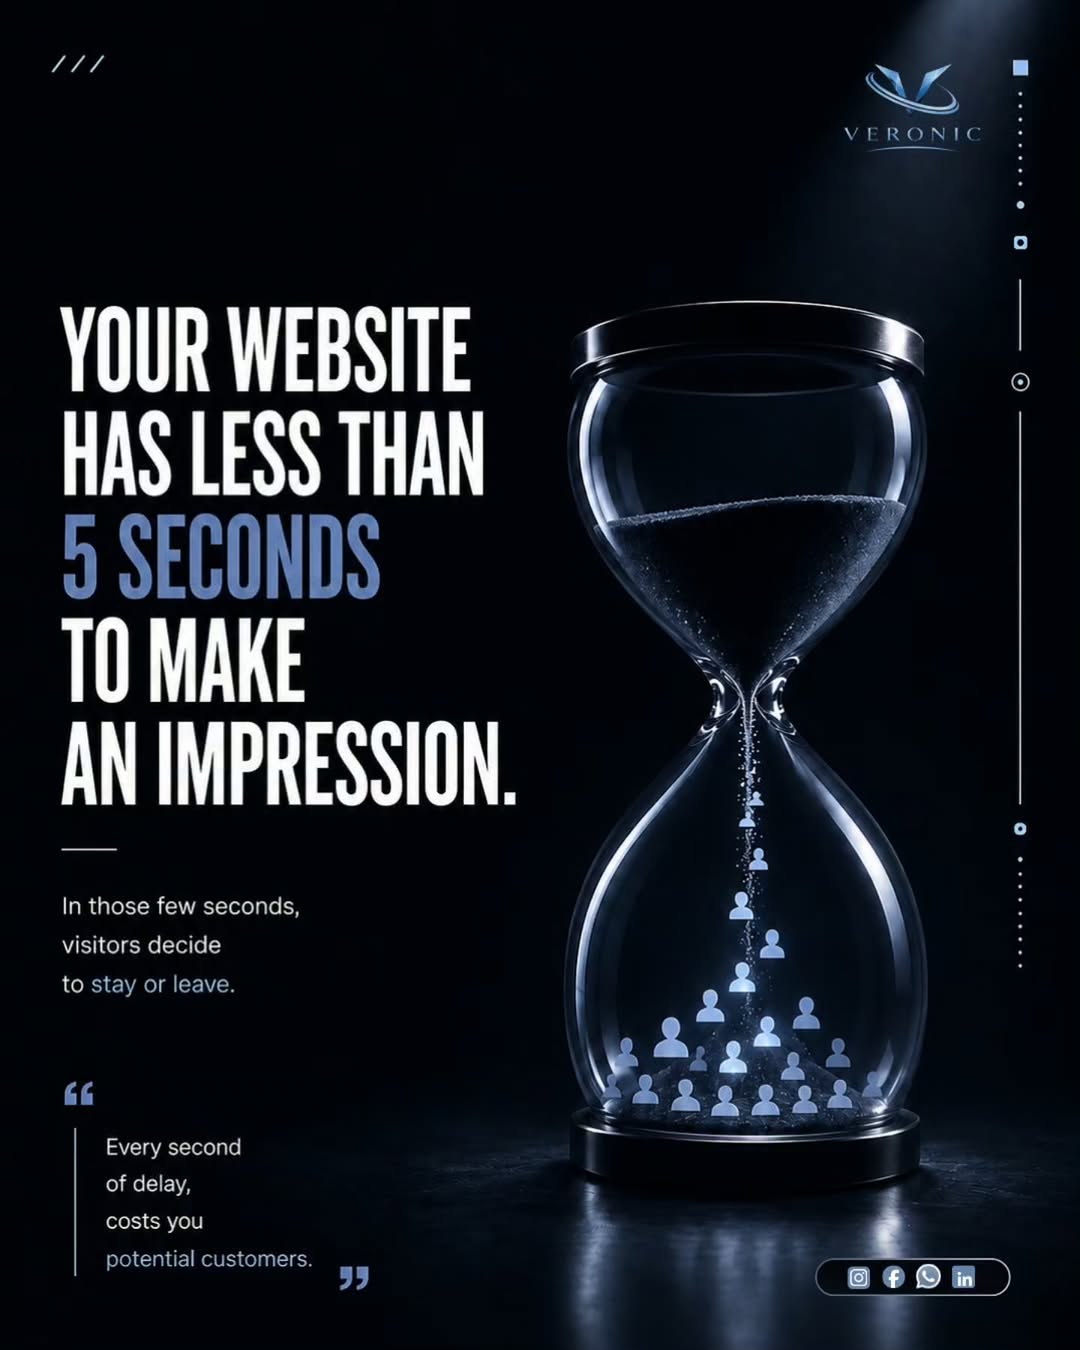 VERONIC
YOUR WEBSITE
HAS LESS THAN
5 SECONDS
TO MAKE
AN IMPRESSION.
In those few seconds,
visitors decide
to stay or leave.
“
Every second
of delay,
costs you
potential customers.
”